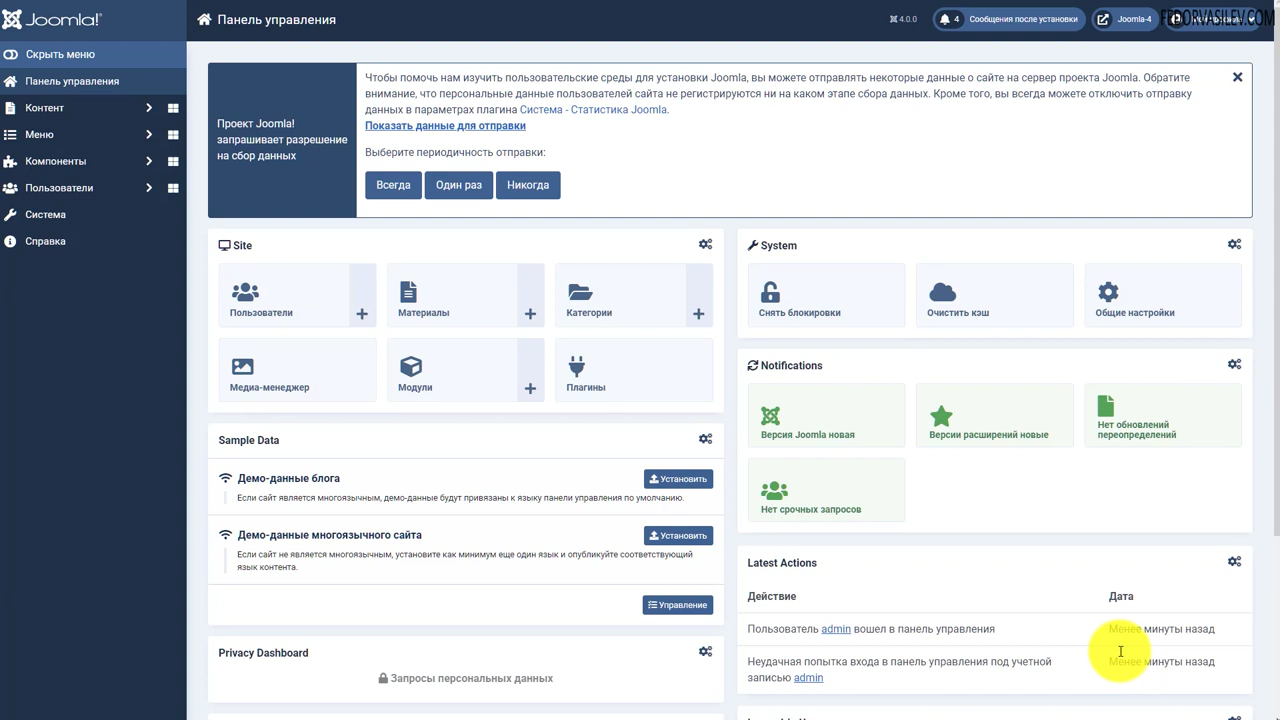 Joomla!®
Панель управления
4.0.0
4
Сообщения после установки
Joomla-4
FEDORVASILEV.COM
Скрыть меню
Панель управления
Контент
Меню
Компоненты
Пользователи
Система
Справка
Проект Joomla!
запрашивает разрешение
на сбор данных
Чтобы помочь нам изучить пользовательские среды для установки Joomla, вы можете отправлять некоторые данные о сайте на сервер проекта Joomla. Обратите
внимание, что персональные данные пользователей сайта не регистрируются ни на каком этапе сбора данных. Кроме того, вы всегда можете отключить отправку
данных в параметрах плагина Система - Статистика Joomla.
Показать данные для отправки
Выберите периодичность отправки:
Всегда
Один раз
Никогда
Site
Пользователи
Материалы
Категории
Медиа-менеджер
Модули
Плагины
Sample Data
Демо-данные блога
Установить
Если сайт является многоязычным, демо-данные будут привязаны к языку панели управления по умолчанию.
Демо-данные многоязычного сайта
Установить
Если сайт не является многоязычным, установите как минимум еще один язык и опубликуйте соответствующий
язык контента.
Управление
Privacy Dashboard
Запросы персональных данных
System
Снять блокировки
Очистить кэш
Общие настройки
Notifications
Версия Joomla новая
Версии расширений новые
Нет обновлений
переопределений
Нет срочных запросов
Latest Actions
Действие
Дата
Пользователь admin вошел в панель управления
Менее минуты назад
Неудачная попытка входа в панель управления под учетной
записью admin
Менее минуты назад